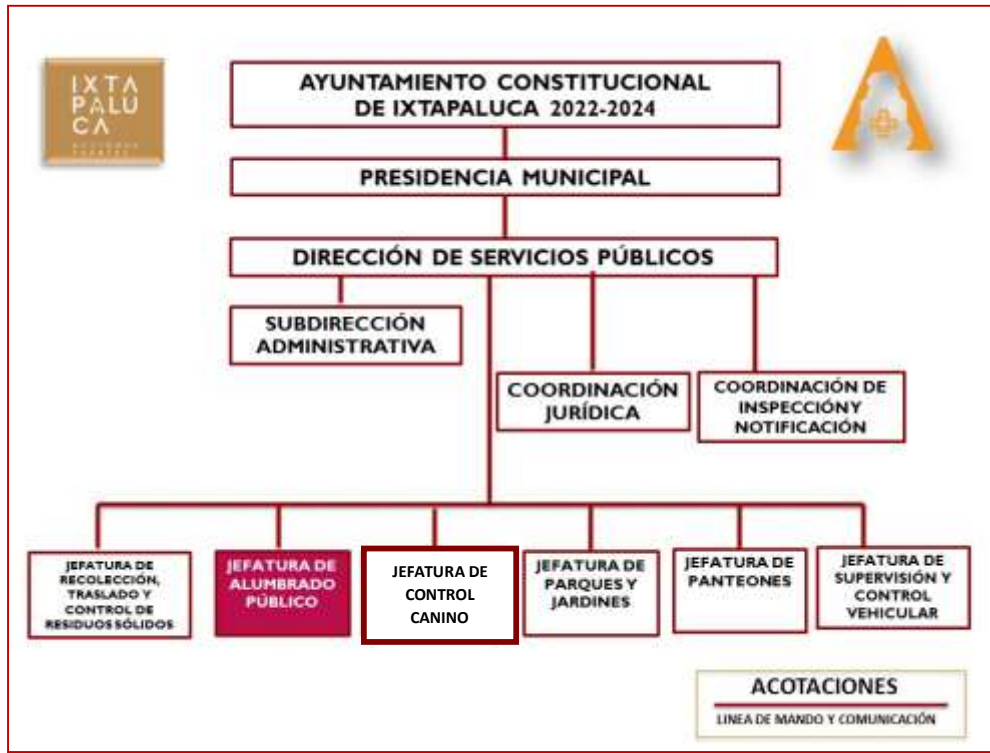 IXTA
PALU
CA
AYUNTAMIENTO CONSTITUCIONAL
DE IXTAPALUCA 2022-2024
PRESIDENCIA MUNICIPAL
DIRECCIÓN DE SERVICIOS PÚBLICOS
SUBDIRECCIÓN
ADMINISTRATIVA
COORDINACIÓN
JURÍDICA
COORDINACIÓN DE
INSPECCIÓN Y
NOTIFICACIÓN
JEFATURA DE
RECOLECCIÓN,
TRASLADO Y
CONTROL DE
RESIDUOS SÓLIDOS
JEFATURA DE
ALUMBRADO
PÚBLICO
JEFATURA DE
CONTROL
CANINO
JEFATURA DE
PARQUES Y
JARDINES
JEFATURA DE
PANTEONES
JEFATURA DE
SUPERVISIÓN Y
CONTROL
VEHICULAR
ACOTACIONES
LINEA DE MANDO Y COMUNICACIÓN